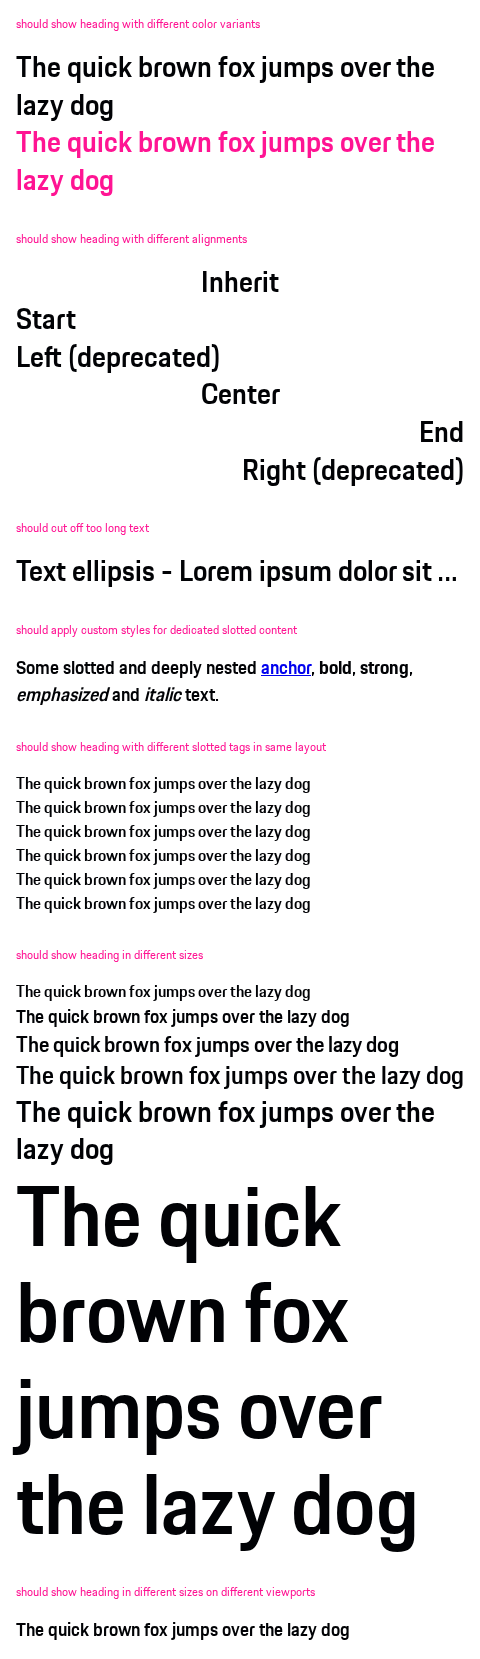 should show heading with different color variants
The quick brown fox jumps over the
lazy dog
The quick brown fox jumps over the
lazy dog
should show heading with different alignments
Inherit
Start
Left (deprecated)
Center
End
Right (deprecated)
should cut off too long text
Text ellipsis - Lorem ipsum dolor sit ...
should apply custom styles for dedicated slotted content
Some slotted and deeply nested anchor, bold, strong,
emphasized and italic text.
should show heading with different slotted tags in same layout
The quick brown fox jumps over the lazy dog
The quick brown fox jumps over the lazy dog
The quick brown fox jumps over the lazy dog
The quick brown fox jumps over the lazy dog
The quick brown fox jumps over the lazy dog
The quick brown fox jumps over the lazy dog
should show heading in different sizes
The quick brown fox jumps over the lazy dog
The quick brown fox jumps over the lazy dog
The quick brown fox jumps over the lazy dog
The quick brown fox jumps over the lazy dog
The quick brown fox jumps over the
lazy dog
The quick
brown fox
jumps over
the lazy dog
should show heading in different sizes on different viewports
The quick brown fox jumps over the lazy dog